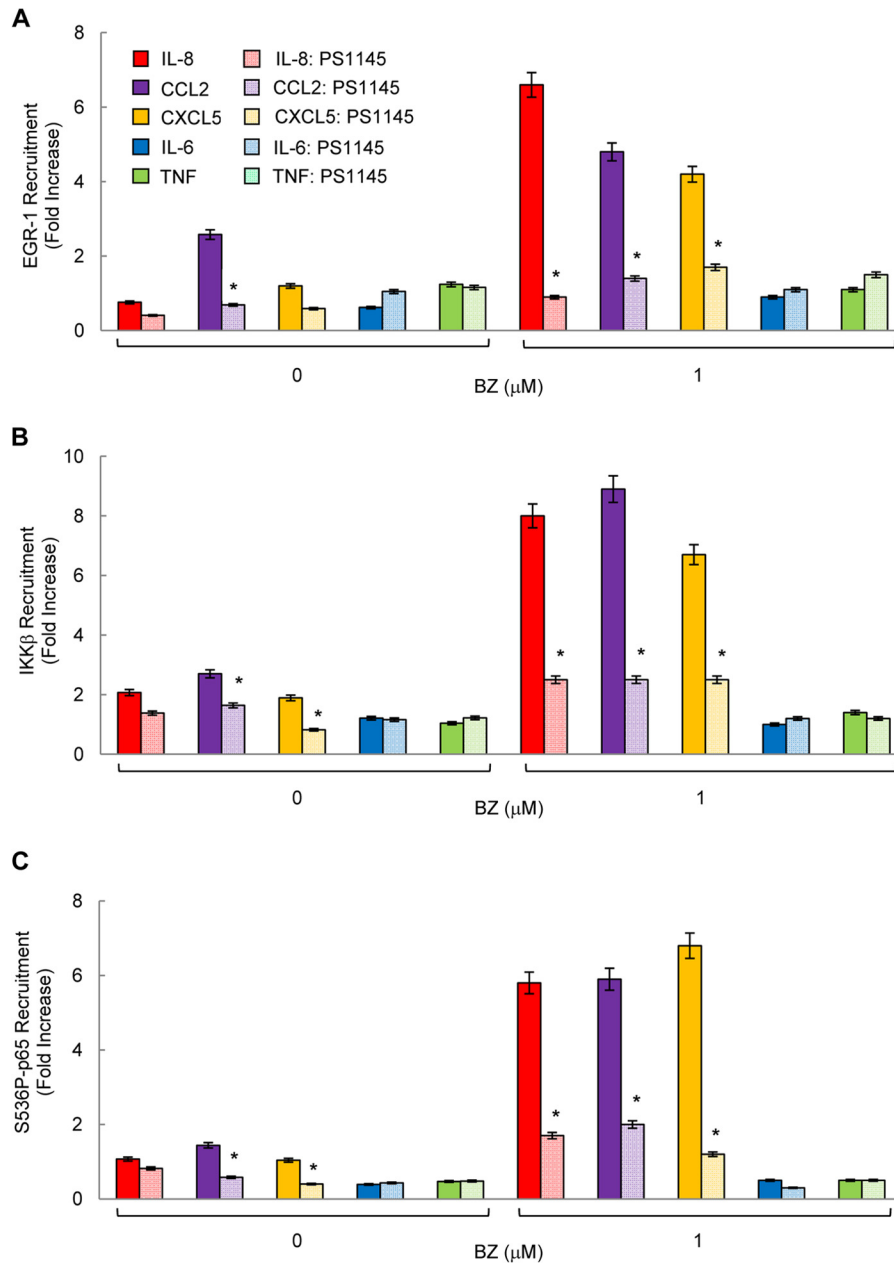 A
8
6
4
2
0
EGR-1 Recruitment
(Fold Increase)
IL-8
IL-8: PS1145
CCL2
CCL2: PS1145
CXCL5
CXCL5: PS1145
IL-6
IL-6: PS1145
TNF
TNF: PS1145
*
*
*
*
0
BZ (μM)
1
B
10
8
6
4
2
0
IKKβ Recruitment
(Fold Increase)
*
*
*
*
*
0
BZ (μM)
1
C
8
6
4
2
0
S536P-p65 Recruitment
(Fold Increase)
*
*
*
*
*
0
BZ (μM)
1